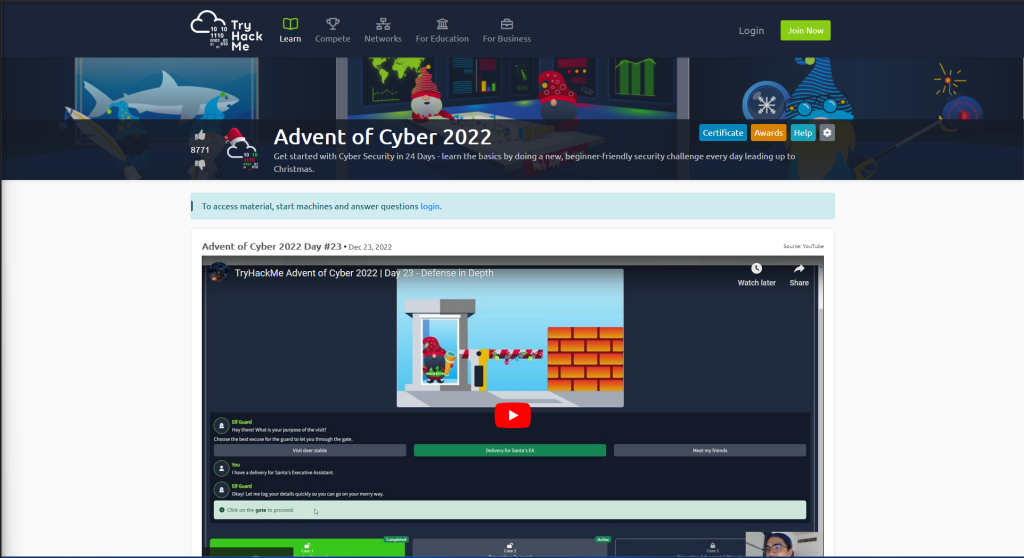 Try
Hack
Me
Learn
Compete
Networks
For Education
For Business
Login
Join Now
8771
Advent of Cyber 2022
Get started with Cyber Security in 24 Days - learn the basics by doing a new, beginner-friendly security challenge every day leading up to
Christmas.
Certificate
Awards
Help
To access material, start machines and answer questions login.
Advent of Cyber 2022 Day #23 • Dec 23, 2022
Source: YouTube
TryHackMe Advent of Cyber 2022 | Day 23 - Defense in Depth
Watch later
Share
Elf Guard
Hey there! What is your purpose of the visit?
Choose the best excuse for the guard to let you through the gate.
Visit deer stable
Delivery for Santa's EA
Meet my friends
You
I have a delivery for Santa's Executive Assistant.
Elf Guard
Okay! Let me log your details quickly so you can go on your merry way.
Click on the gate to proceed.
Completed
Case 1
Active
Case 2
Case 3